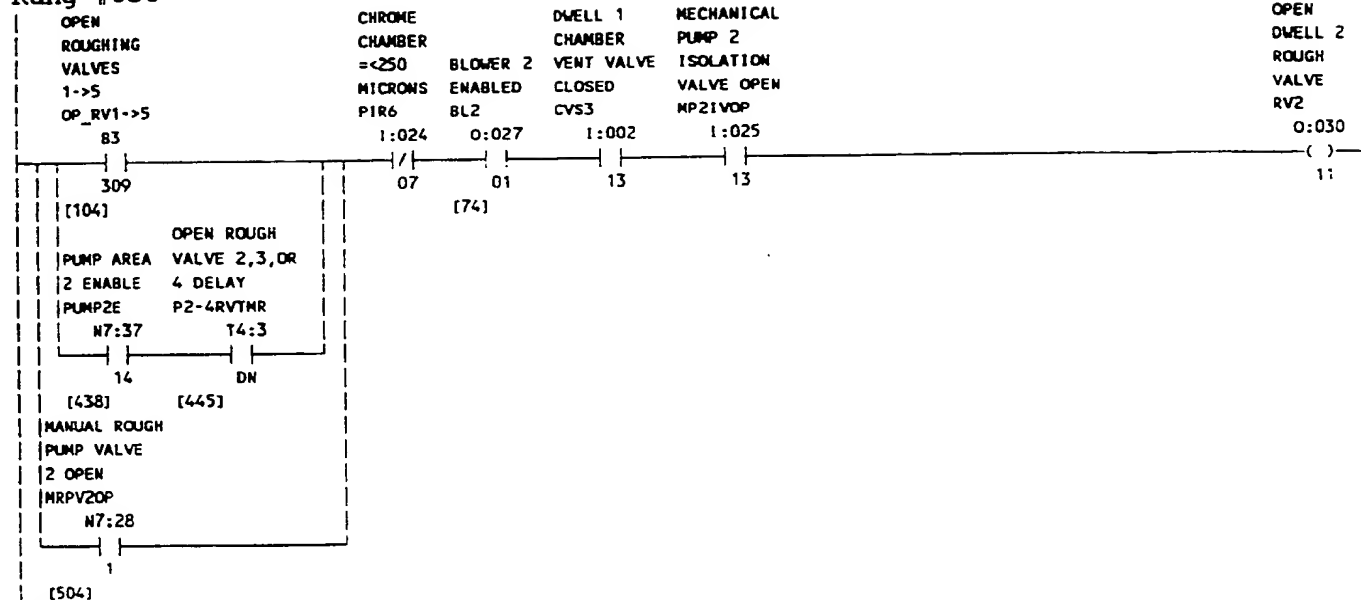 OPEN
ROUGHING
VALVES
1->5
OP_RV1->5
B3
309
[104]
CHROME
CHAMBER
=<250
MICRONS
PIR6
I:024
07
BLOWER 2
ENABLED
BL2
O:027
01
[74]
DWELL 1
CHAMBER
VENT VALVE
CLOSED
CVS3
I:002
13
MECHANICAL
PUMP 2
ISOLATION
VALVE OPEN
MP2IVOP
I:025
13
OPEN
DWELL 2
ROUGH
VALVE
RV2
O:030
11
PUMP AREA
2 ENABLE
PUMP2E
N7:37
14
[438]
OPEN ROUGH
VALVE 2,3,OR
4 DELAY
P2-4RVTMR
T4:3
DN
[445]
MANUAL ROUGH
PUMP VALVE
2 OPEN
MRPV2OP
N7:28
1
[504]